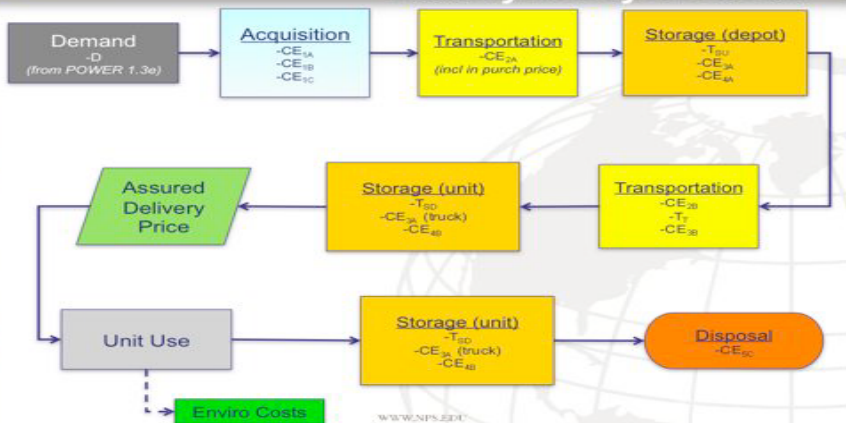 Demand
-D
(from POWER 1.3e)
Acquisition
-CE1A
-CE1B
-CE1C
Transportation
-CE2A
(incl in purch price)
Storage (depot)
-TSU
-CE3A
-CE4A
Assured
Delivery
Price
Storage (unit)
-TSD
-CE3A (truck)
-CE4B
Transportation
-CE2B
-TT
-CE3B
Unit Use
Storage (unit)
-TSD
-CE3A (truck)
-CE4B
Disposal
-CE5C
Enviro Costs
WWW.NPS.EDU